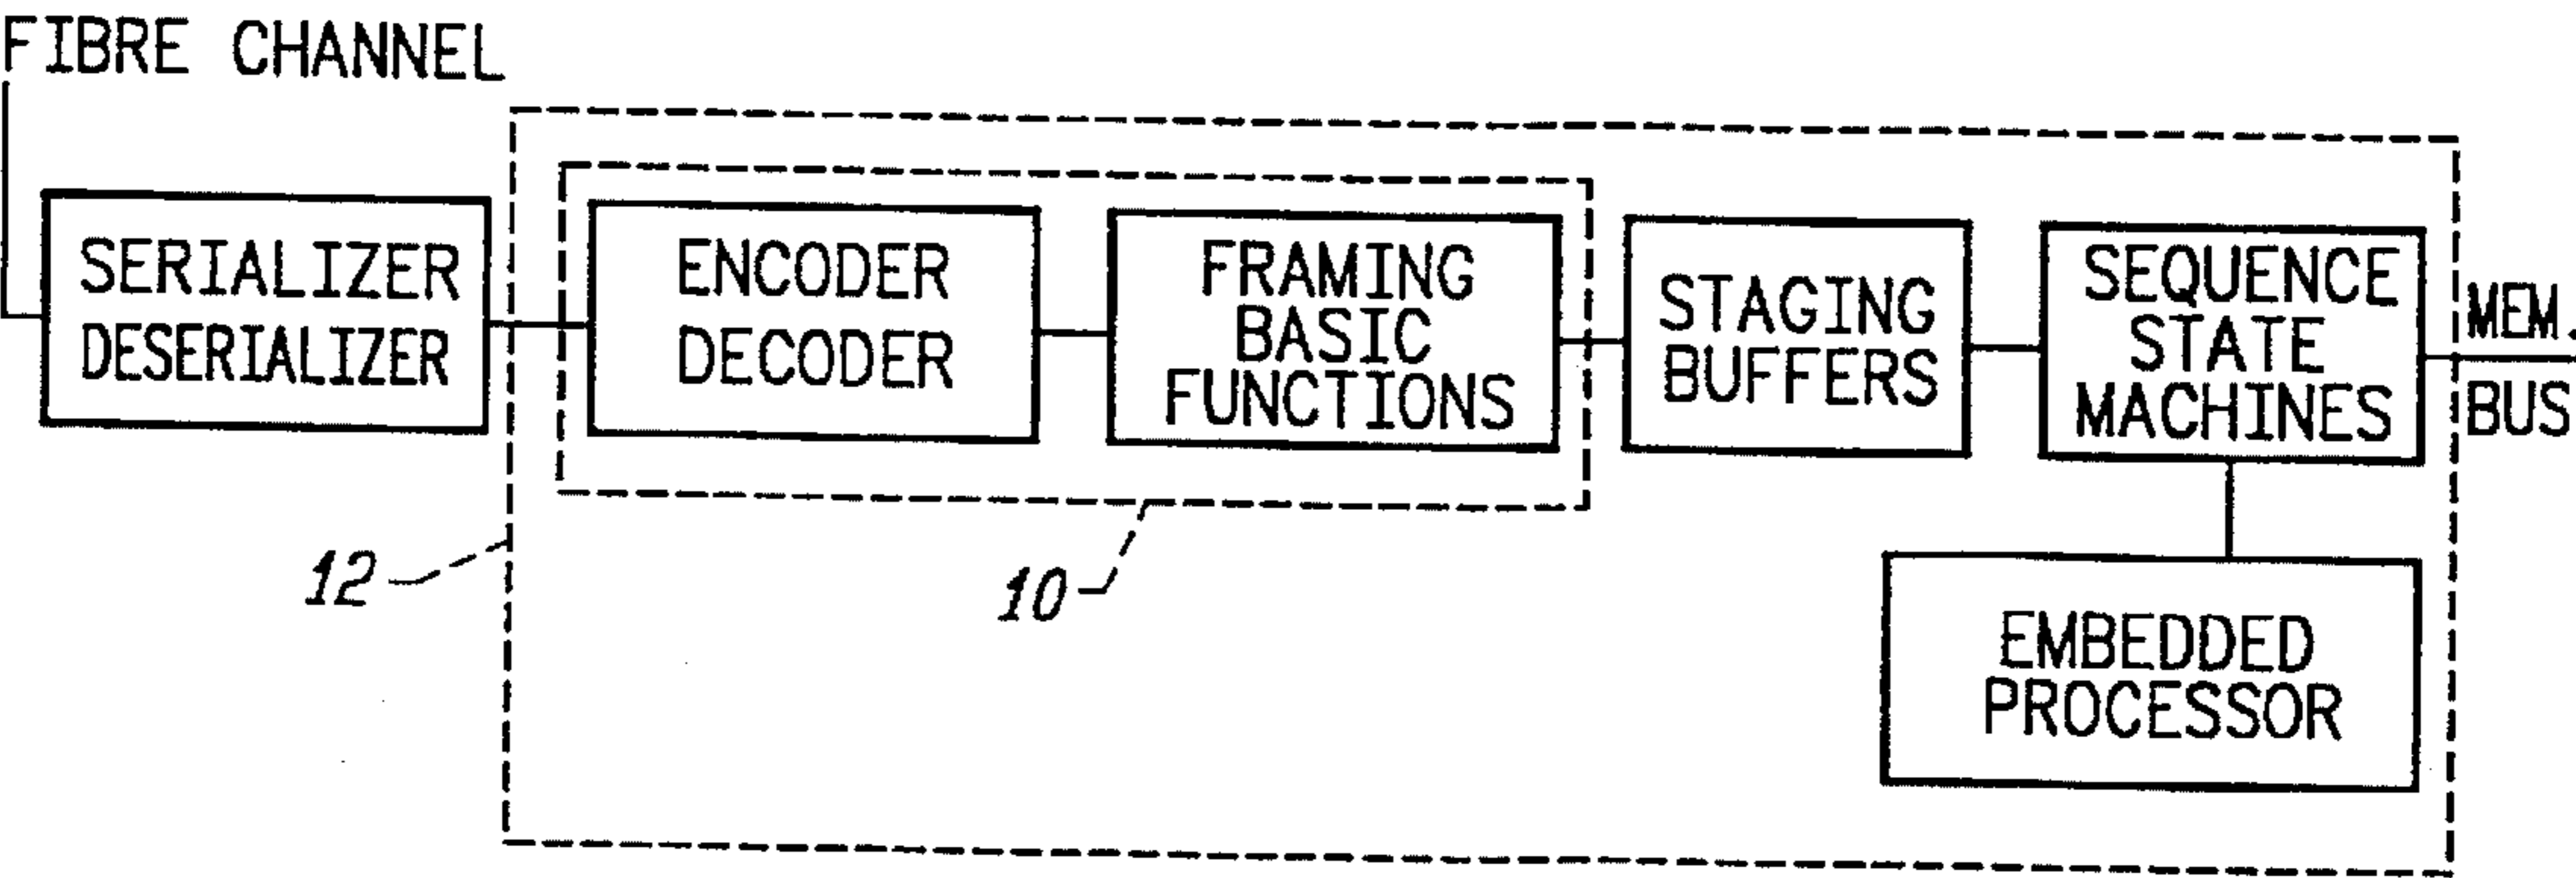 FIBRE CHANNEL
SERIALIZER
DESERIALIZER
ENCODER
DECODER
FRAMING
BASIC
FUNCTIONS
STAGING
BUFFERS
SEQUENCE
STATE
MACHINES
MEM.
BUS
EMBEDDED
PROCESSOR
12
10